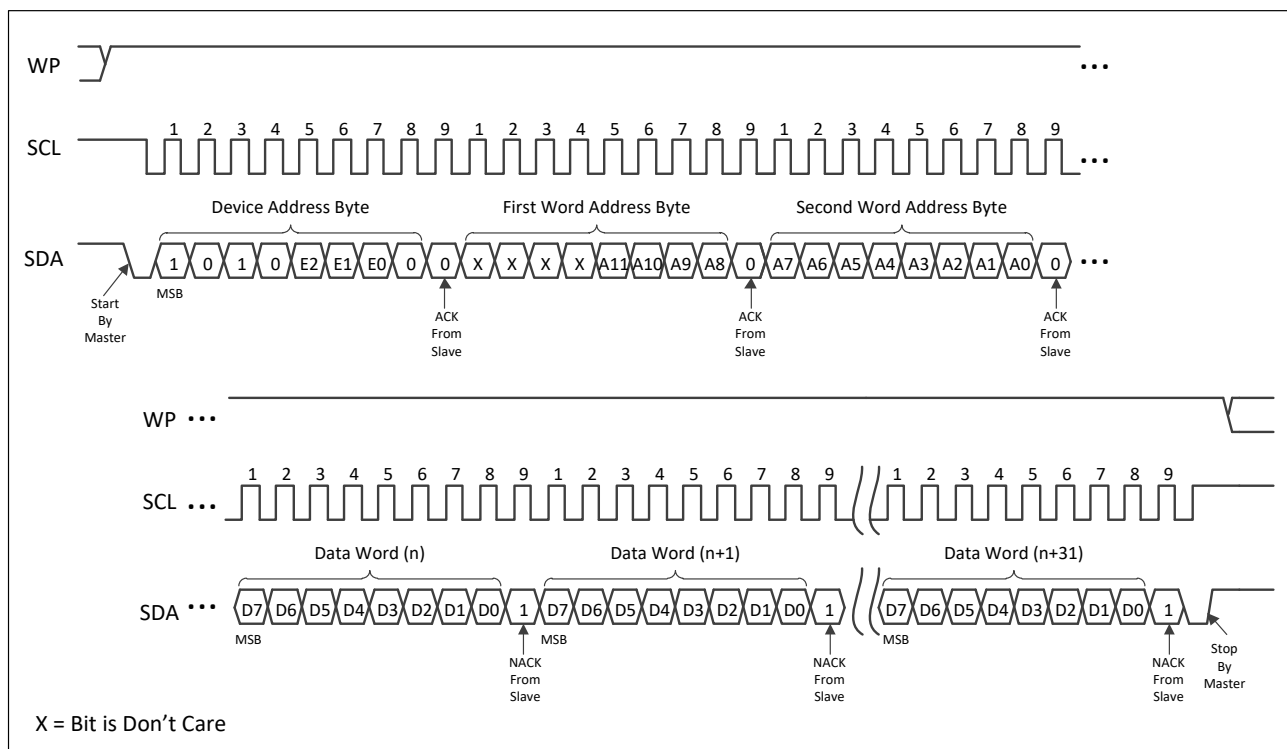 WP
...
1 2 3 4 5 6 7 8 9 1 2 3 4 5 6 7 8 9 1 2 3 4 5 6 7 8 9
SCL
...
Device Address Byte First Word Address Byte Second Word Address Byte
SDA 1 0 1 0 E2 E1 E0 0 0 X X X X A11 A10 A9 A8 0 A7 A6 A5 A4 A3 A2 A1 A0 0 ...
MSB
Start
By
Master
ACK
From
Slave
ACK
From
Slave
ACK
From
Slave
WP ...
1 2 3 4 5 6 7 8 9 1 2 3 4 5 6 7 8 9 1 2 3 4 5 6 7 8 9
SCL ...
Data Word (n) Data Word (n+1) Data Word (n+31)
SDA ... D7 D6 D5 D4 D3 D2 D1 D0 1 D7 D6 D5 D4 D3 D2 D1 D0 1 D7 D6 D5 D4 D3 D2 D1 D0 1
MSB MSB MSB
NACK
From
Slave
NACK
From
Slave
NACK
From
Slave
Stop
By
Master
X = Bit is Don't Care